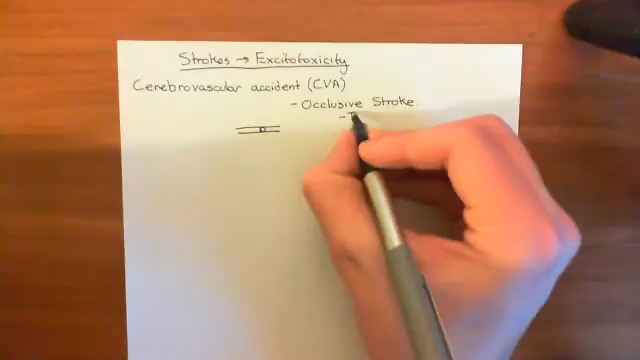 Strokes → Excitotoxicity
Cerebrovascular accident (CVA)
- Occlusive Stroke.